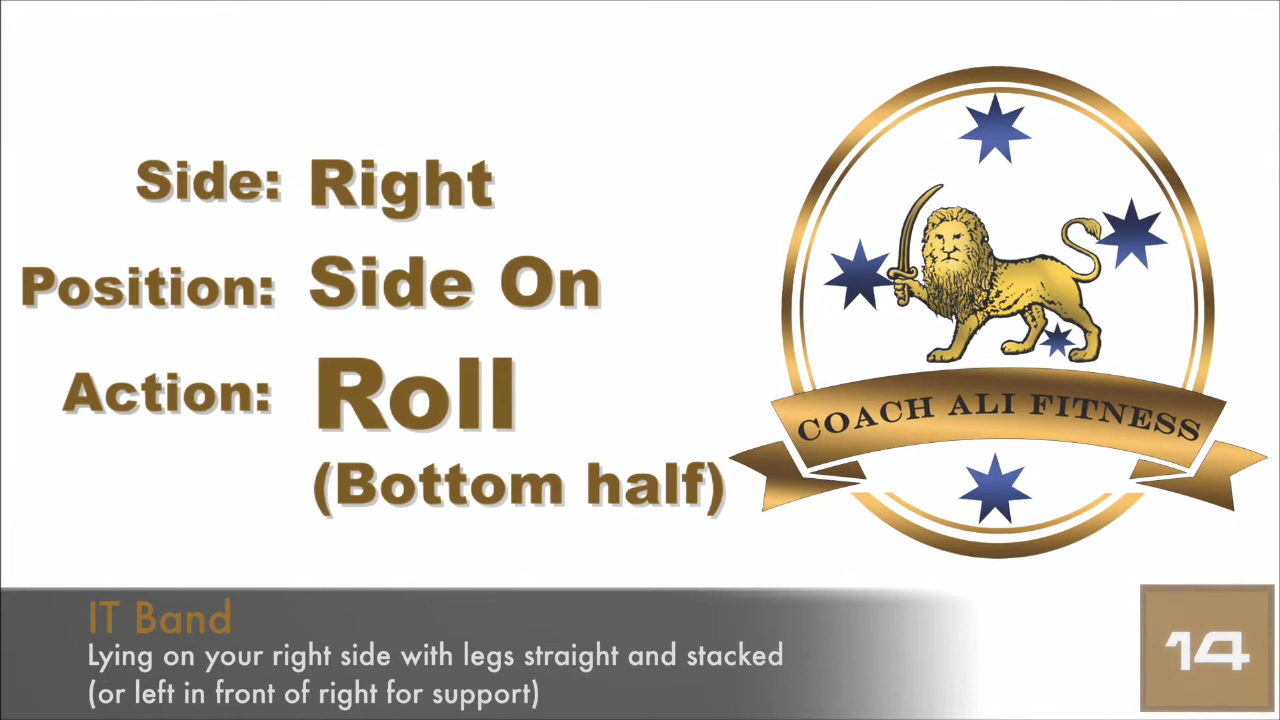 Side: Right
Position: Side On
Action: Roll
(Bottom half)
COACH ALI FITNESS
IT Band
Lying on your right side with legs straight and stacked
(or left in front of right for support)
14